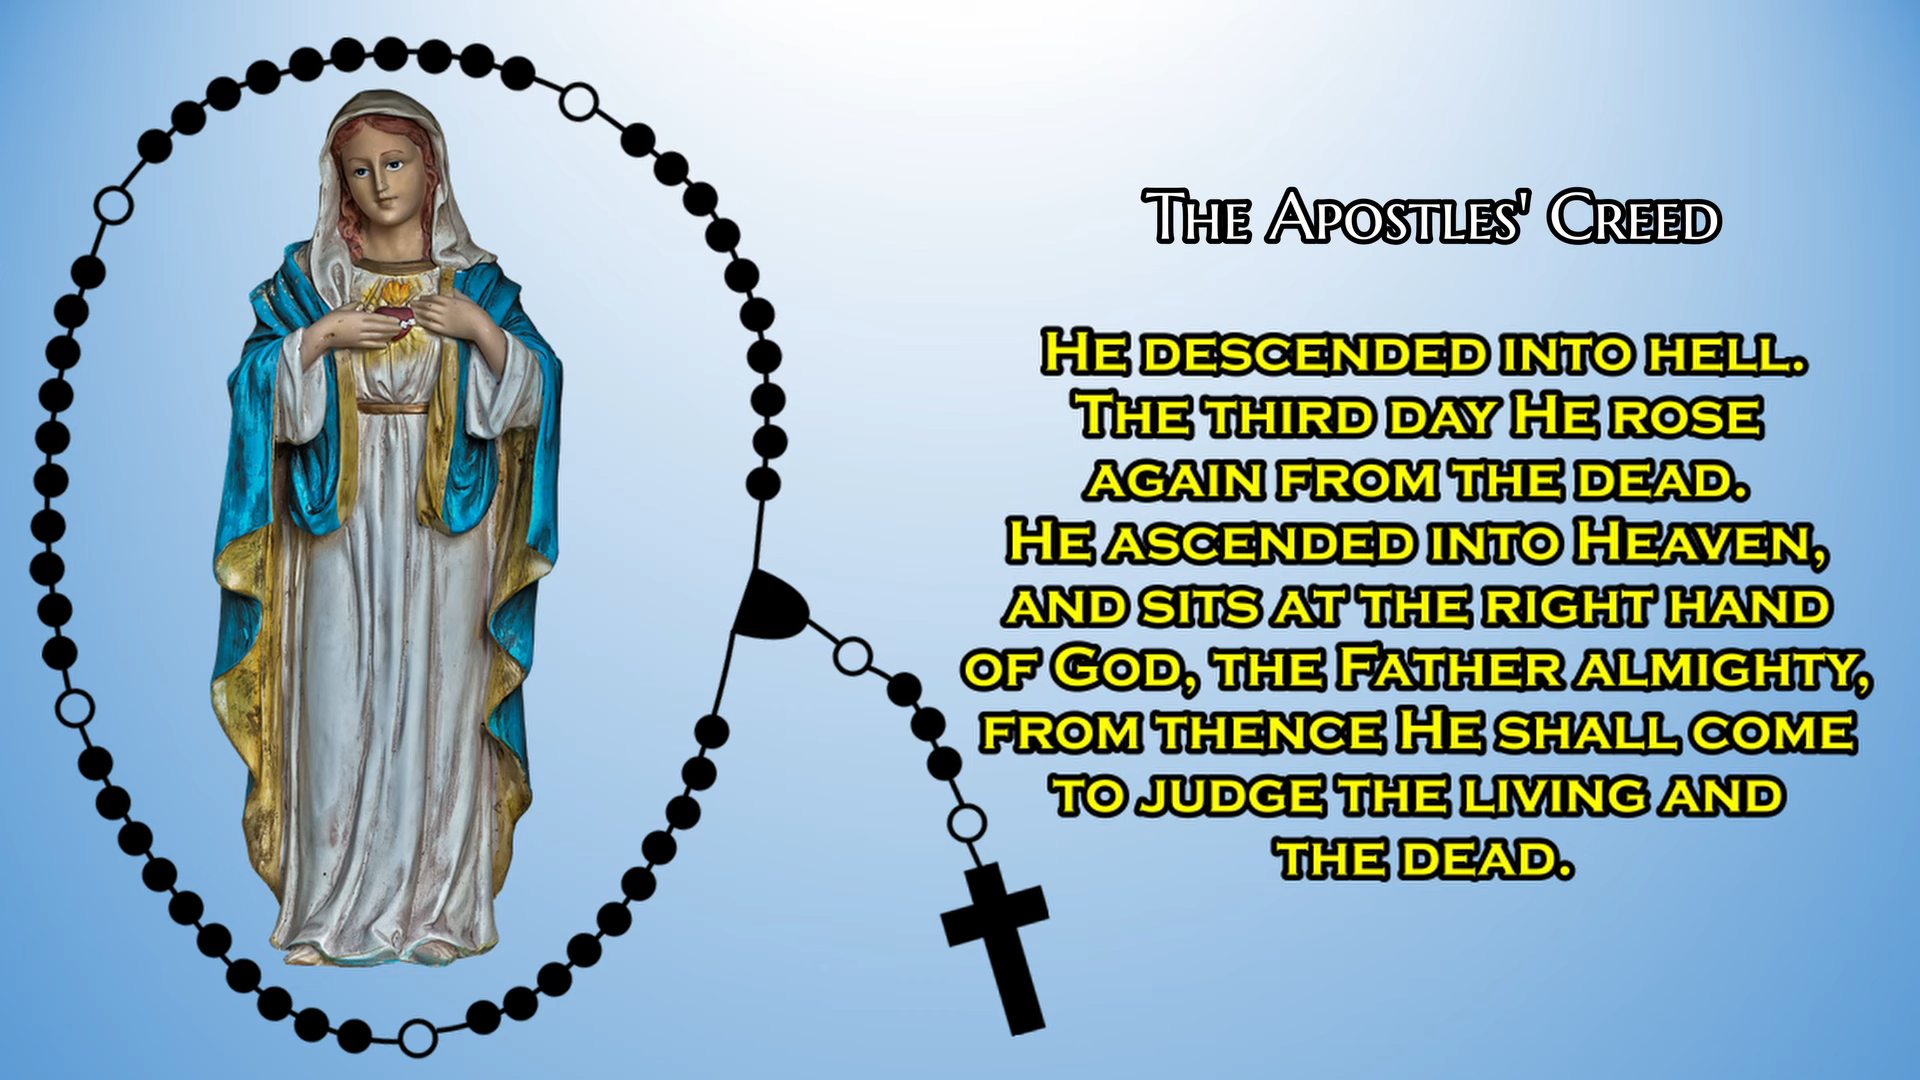 The Apostles' Creed
He descended into hell.
The third day He rose
again from the dead.
He ascended into Heaven,
and sits at the right hand
of God, the Father almighty,
from thence He shall come
to judge the living and
the dead.